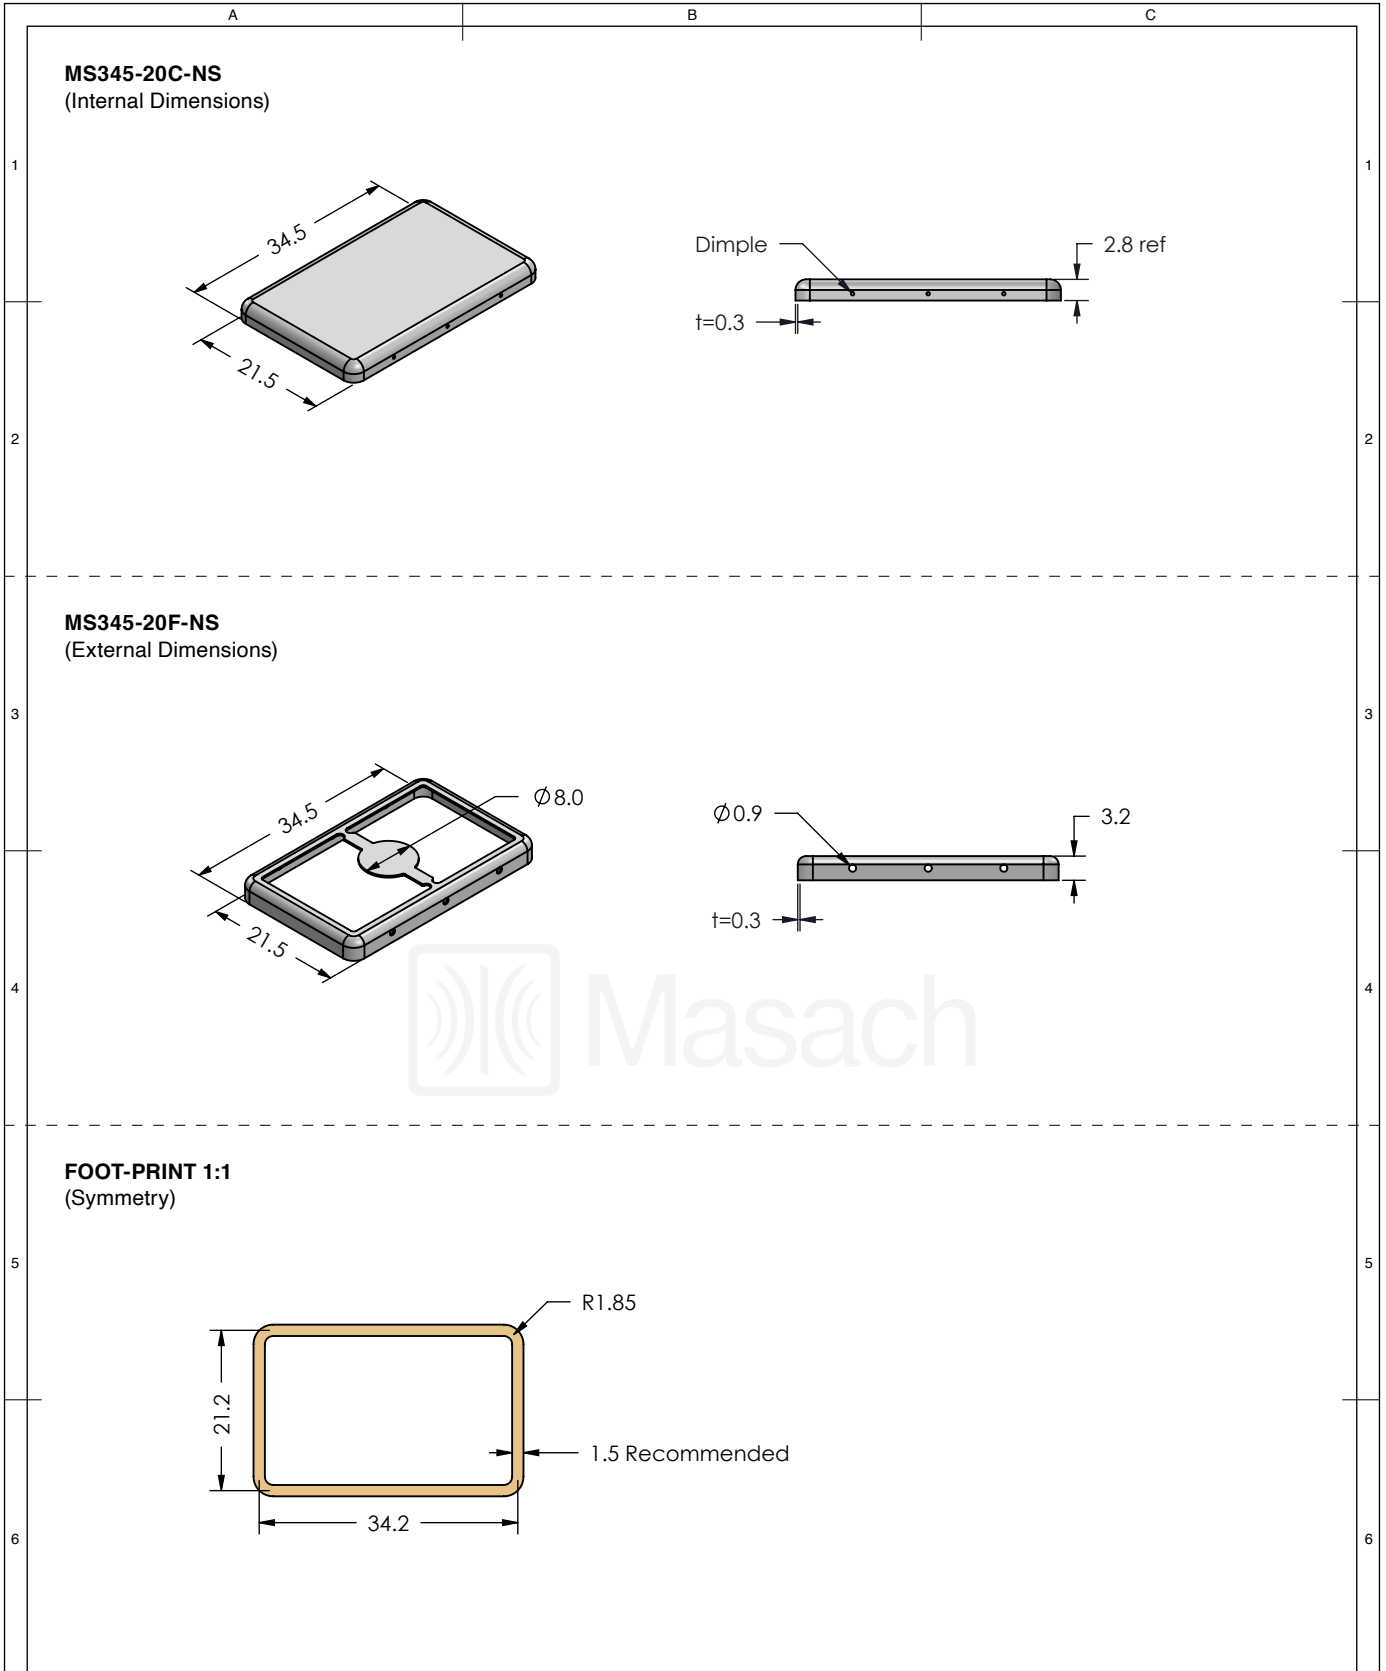 A B C
MS345-20C-NS
(Internal Dimensions)
1 1
34.5
21.5
Dimple
2.8 ref
t=0.3
2 2
MS345-20F-NS
(External Dimensions)
3 3
34.5
Ø8.0
21.5
Ø0.9
3.2
t=0.3
Masach
4 4
FOOT-PRINT 1:1
(Symmetry)
5 5
R1.85
21.2
1.5 Recommended
34.2
6 6